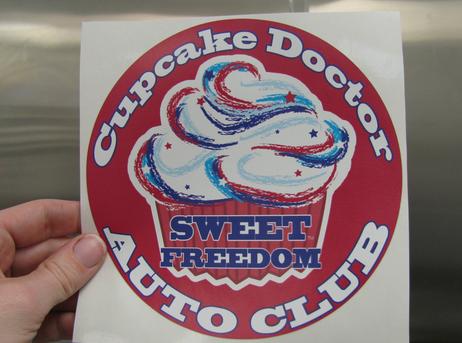 Cupcake Doctor
SWEET
FREEDOM
AUTO CLUB